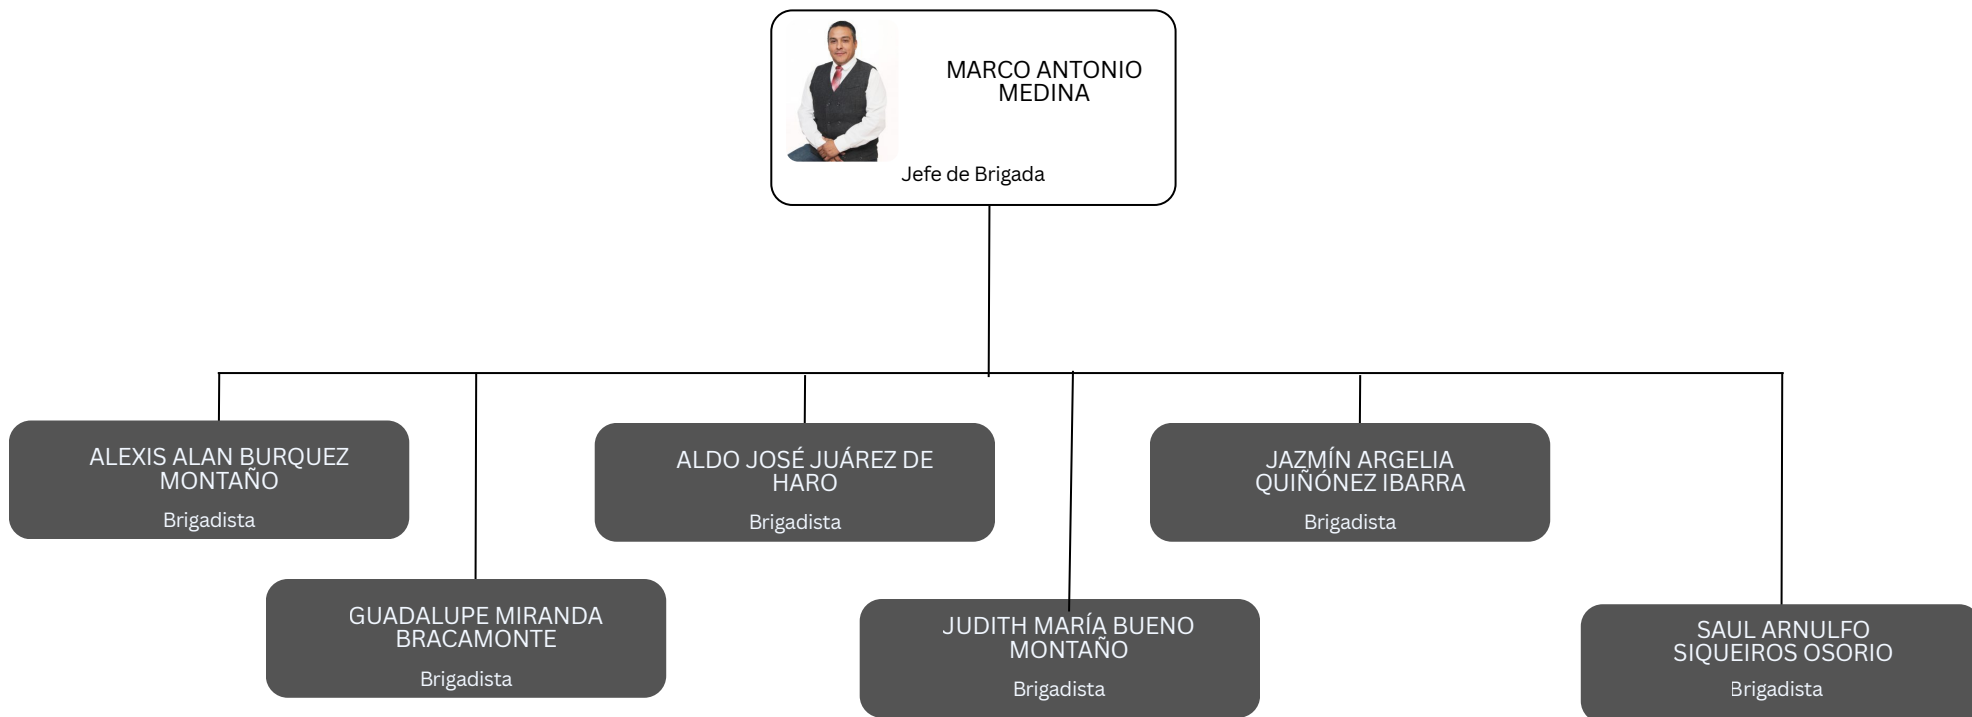 MARCO ANTONIO
MEDINA
Jefe de Brigada
ALEXIS ALAN BURQUEZ
MONTAÑO
Brigadista
ALDO JOSÉ JUÁREZ DE
HARO
Brigadista
JAZMÍN ARGELIA
QUIÑÓNEZ IBARRA
Brigadista
GUADALUPE MIRANDA
BRACAMONTE
Brigadista
JUDITH MARÍA BUENO
MONTAÑO
Brigadista
SAUL ARNULFO
SIQUEIROS OSORIO
Brigadista